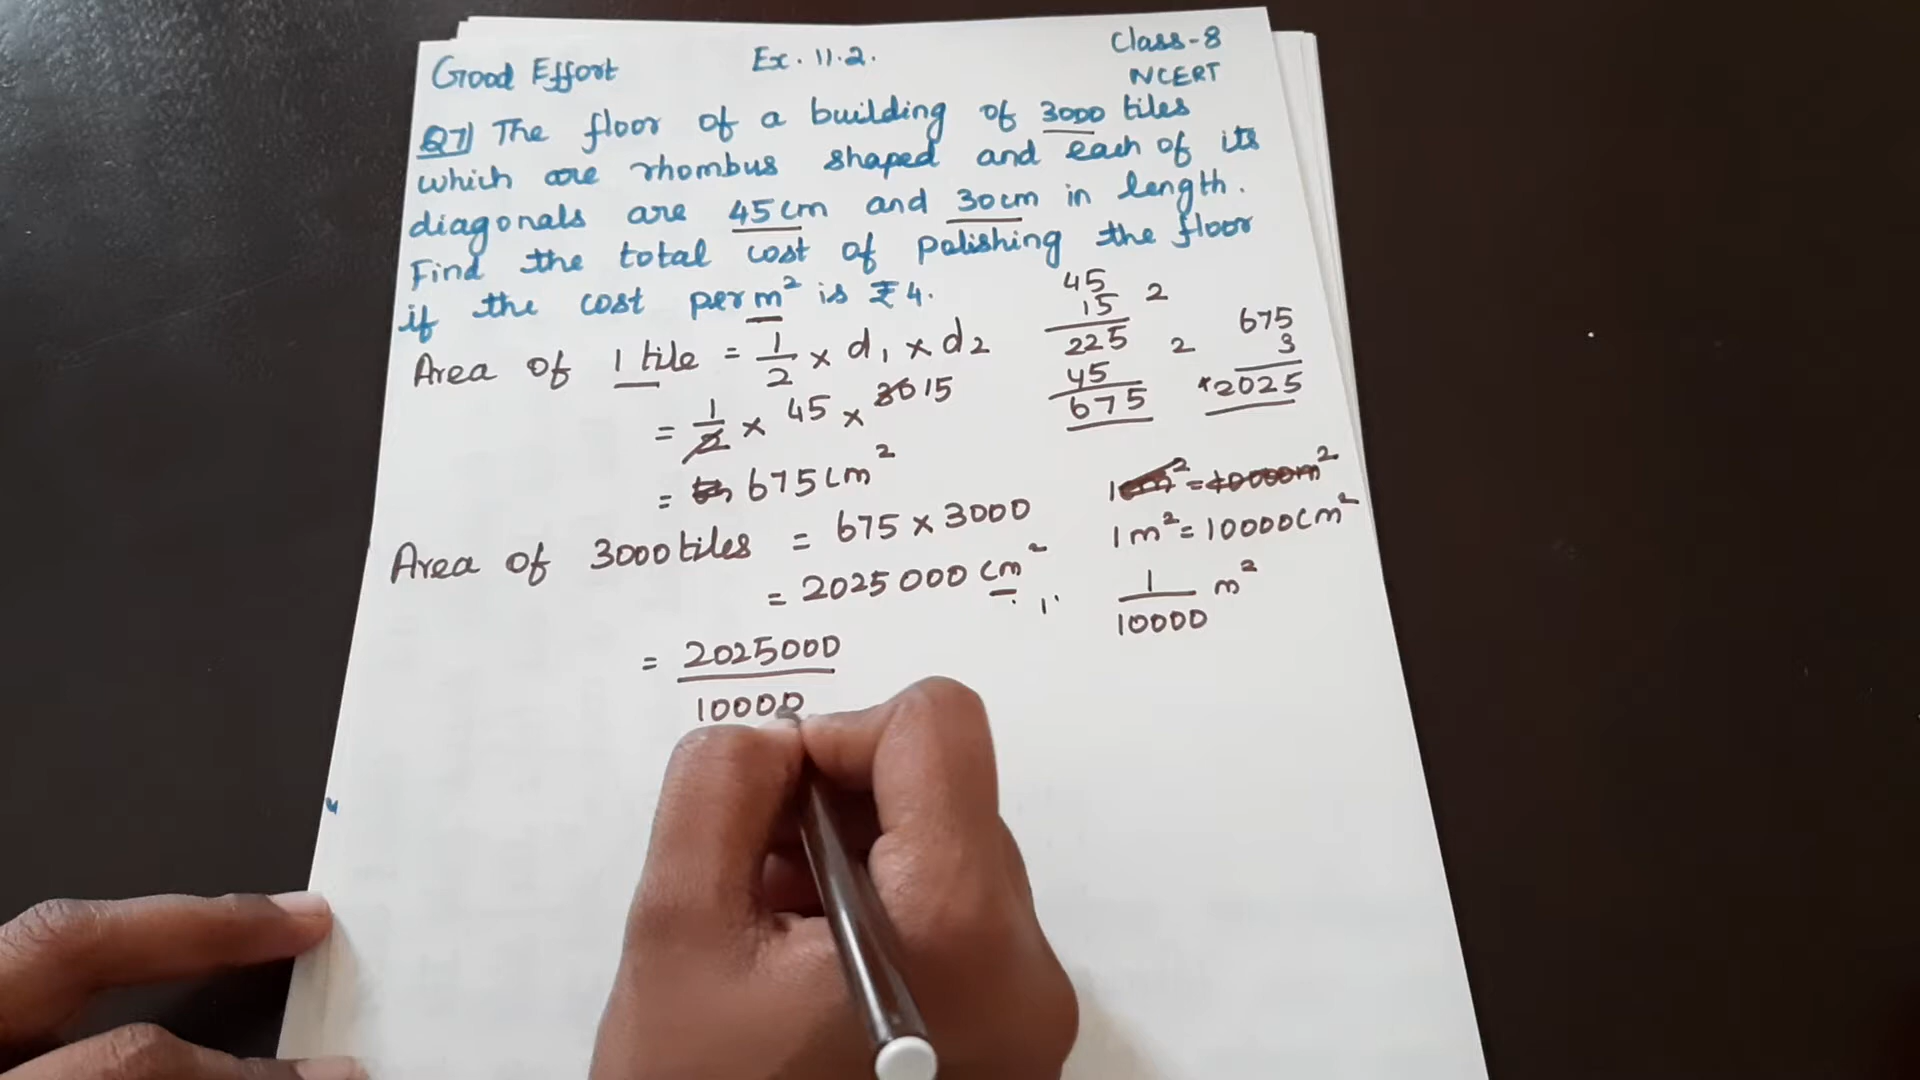 Good Effort Ex. 11.2. Class-8
NCERT
Q7] The floor of a building of 3000 tiles
which are rhombus shaped and each of its
diagonals are 45cm and 30cm in length.
Find the total cost of polishing the floor
if the cost per m² is ₹4.
Area of 1 tile = 1/2 × d₁ × d₂
= 1/2 × 45 × 30 15
= 675cm²
Area of 3000 tiles = 675 × 3000
= 2025000 cm²
= 2025000/10000
45
15 2
225 2
45
675
675
3
2025
1cm² = 10000m²
1m² = 10000cm²
1/10000 m²